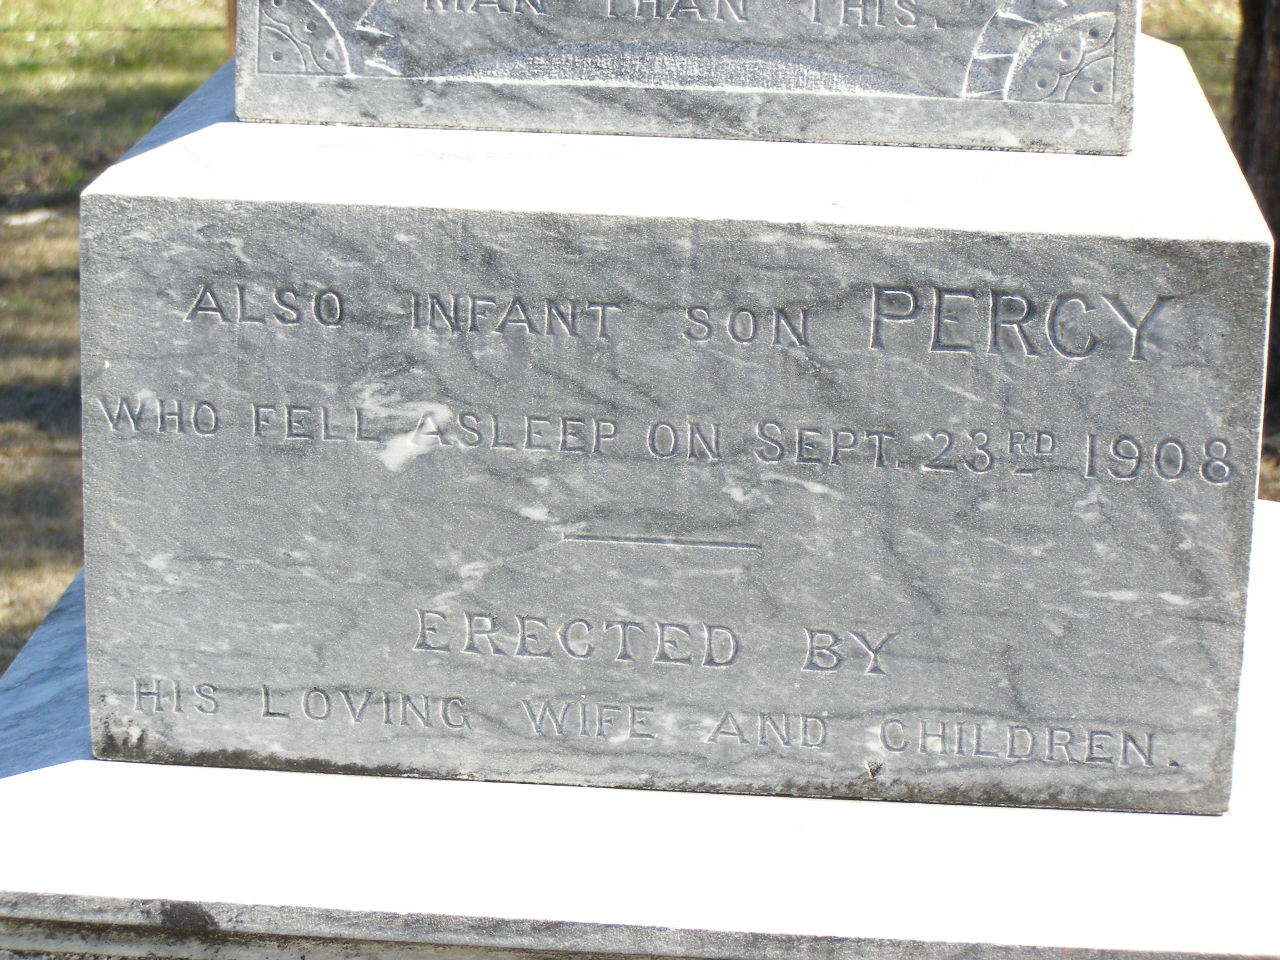 MAN THAN THIS.
ALSO INFANT SON PERCY
WHO FELL ASLEEP ON SEPT. 23RD 1908
ERECTED BY
HIS LOVING WIFE AND CHILDREN.